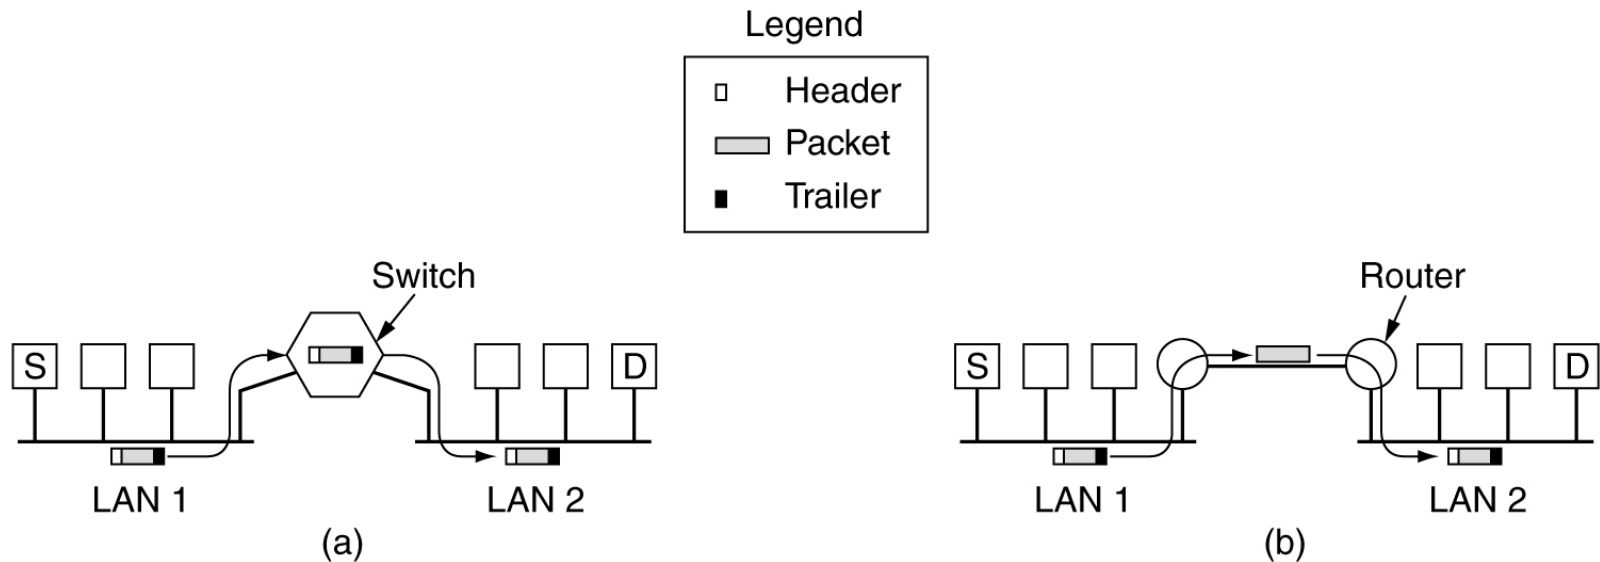 Legend
Header
Packet
Trailer
Switch
S
D
LAN 1
LAN 2
(a)
Router
S
D
LAN 1
LAN 2
(b)